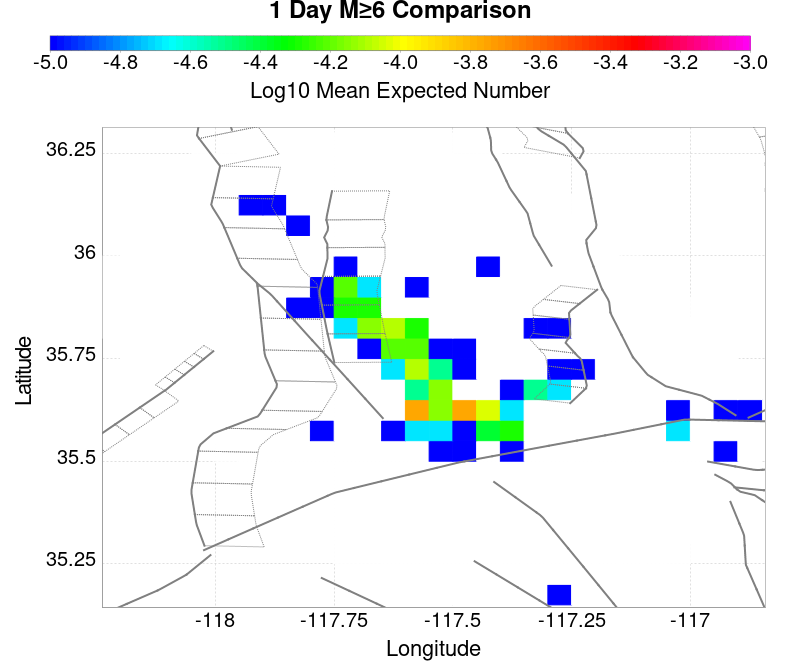 1 Day M≥6 Comparison
-5.0 -4.8 -4.6 -4.4 -4.2 -4.0 -3.8 -3.6 -3.4 -3.2 -3.0
Log10 Mean Expected Number
36.25
36
35.75
35.5
35.25
Latitude
-118 -117.75 -117.5 -117.25 -117
Longitude